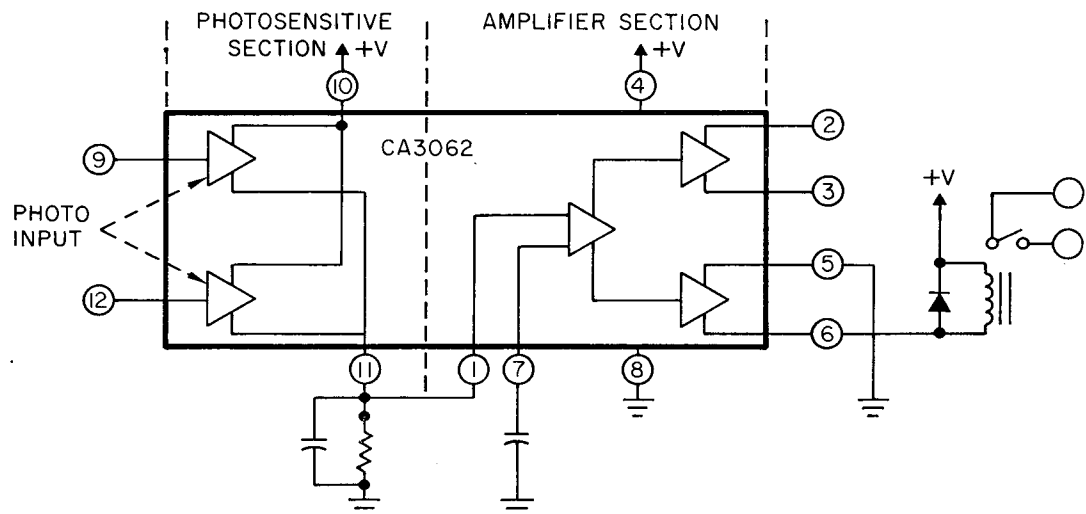 PHOTOSENSITIVE
SECTION
+V
AMPLIFIER SECTION
+V
10
4
CA3062
2
9
3
PHOTO
INPUT
+V
5
12
6
11
1
7
8